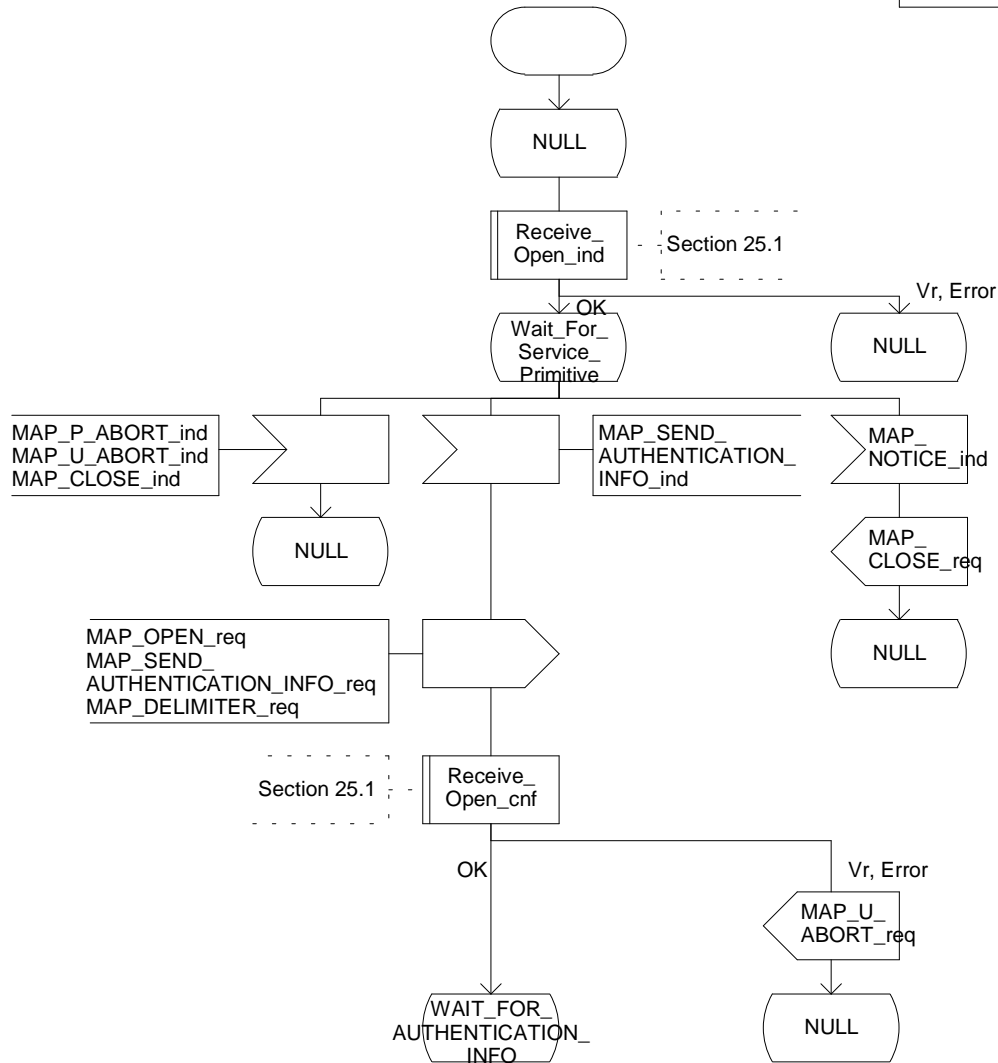 NULL
Receive_
Open_ind
Section 25.1
Vr, Error
OK
Wait_For_
Service_
Primitive
NULL
MAP_P_ABORT_ind
MAP_U_ABORT_ind
MAP_CLOSE_ind
MAP_SEND_
AUTHENTICATION_
INFO_ind
MAP_
NOTICE_ind
NULL
MAP_
CLOSE_req
MAP_OPEN_req
MAP_SEND_
AUTHENTICATION_INFO_req
MAP_DELIMITER_req
NULL
Section 25.1
Receive_
Open_cnf
OK
Vr, Error
MAP_U_
ABORT_req
WAIT_FOR_
AUTHENTICATION_
INFO
NULL